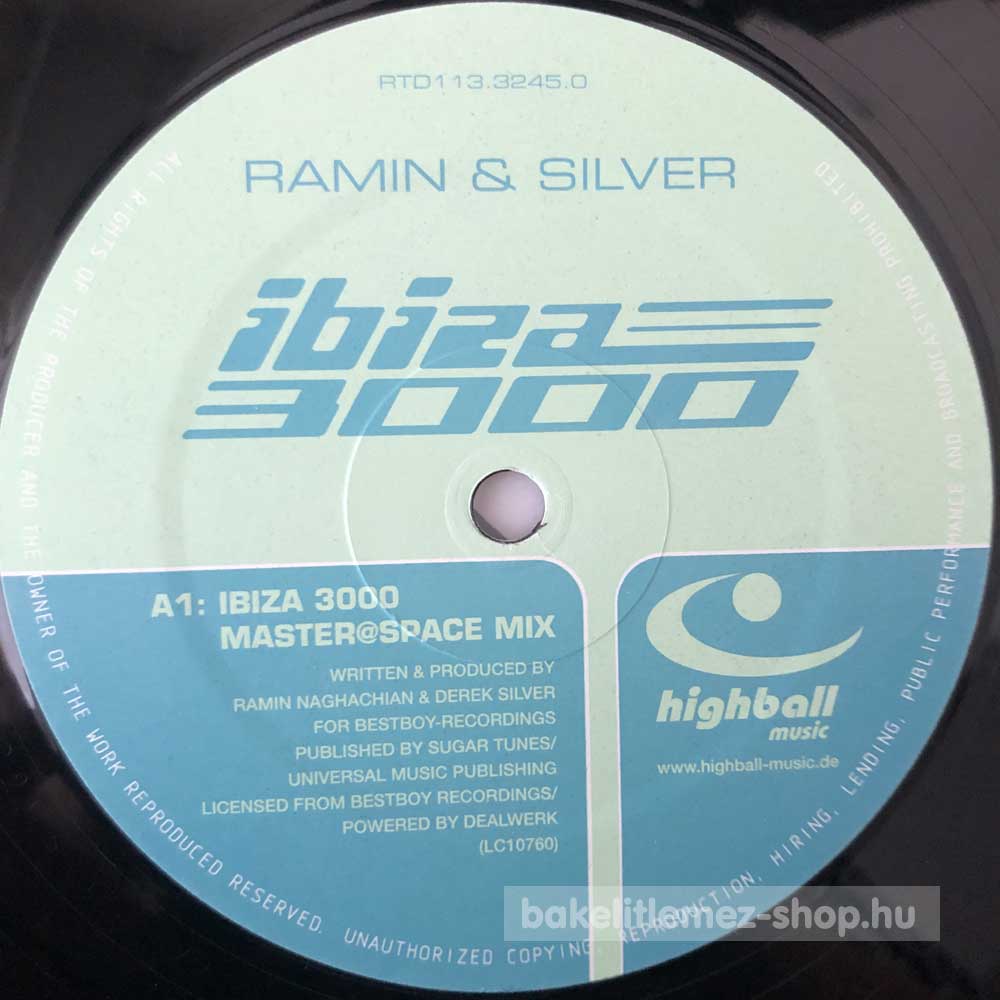 RTD113.3245.0
RAMIN & SILVER
ibiza
3000
A1: IBIZA 3000
MASTER@SPACE MIX
WRITTEN & PRODUCED BY
RAMIN NAGHACHIAN & DEREK SILVER
FOR BESTBOY-RECORDINGS
PUBLISHED BY SUGAR TUNES/
UNIVERSAL MUSIC PUBLISHING
LICENSED FROM BESTBOY RECORDINGS/
POWERED BY DEALWERK
(LC10760)
highball
music
www.highball-music.de
ALL RIGHTS OF THE PRODUCER AND THE OWNER OF THE WORK REPRODUCED RESERVED. UNAUTHORIZED COPYING, REPRODUCTION, HIRING, LENDING, PUBLIC PERFORMANCE AND BROADCASTING PROHIBITED
bakelitlemez-shop.hu